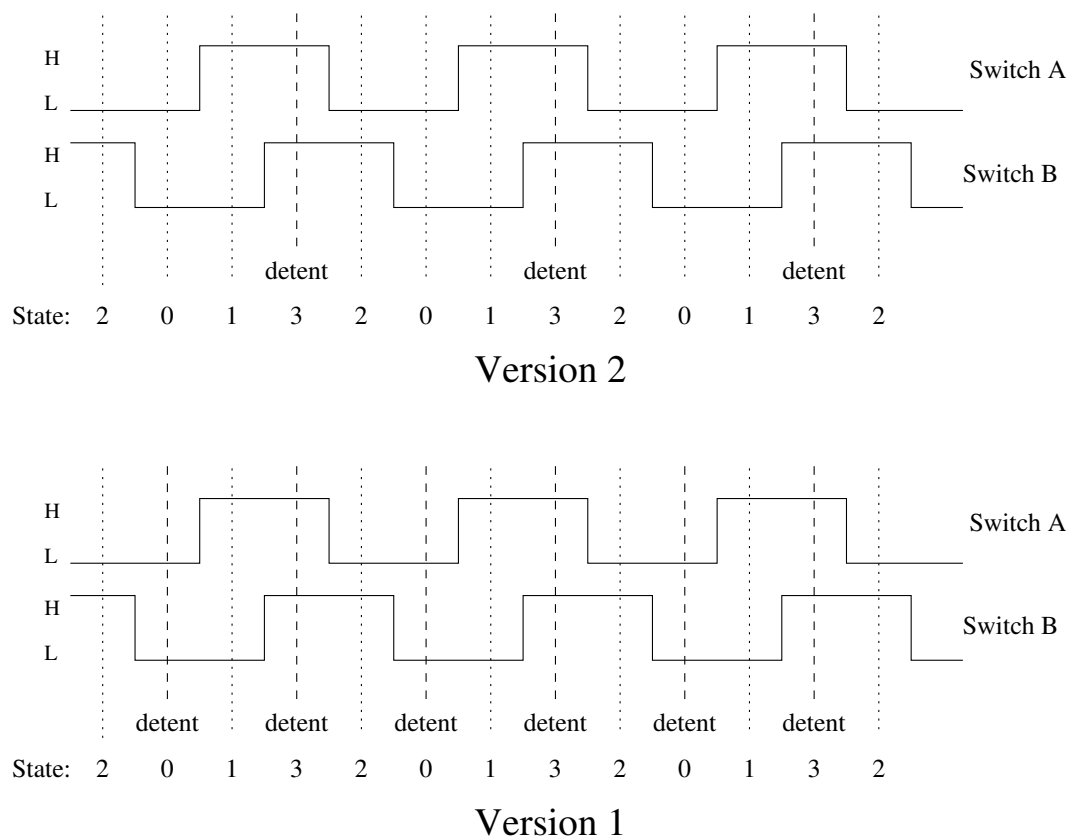 H
Switch A
L
H
Switch B
L
detent detent detent
State: 2 0 1 3 2 0 1 3 2 0 1 3 2
Version 2
H
Switch A
L
H
Switch B
L
detent detent detent detent detent detent
State: 2 0 1 3 2 0 1 3 2 0 1 3 2
Version 1